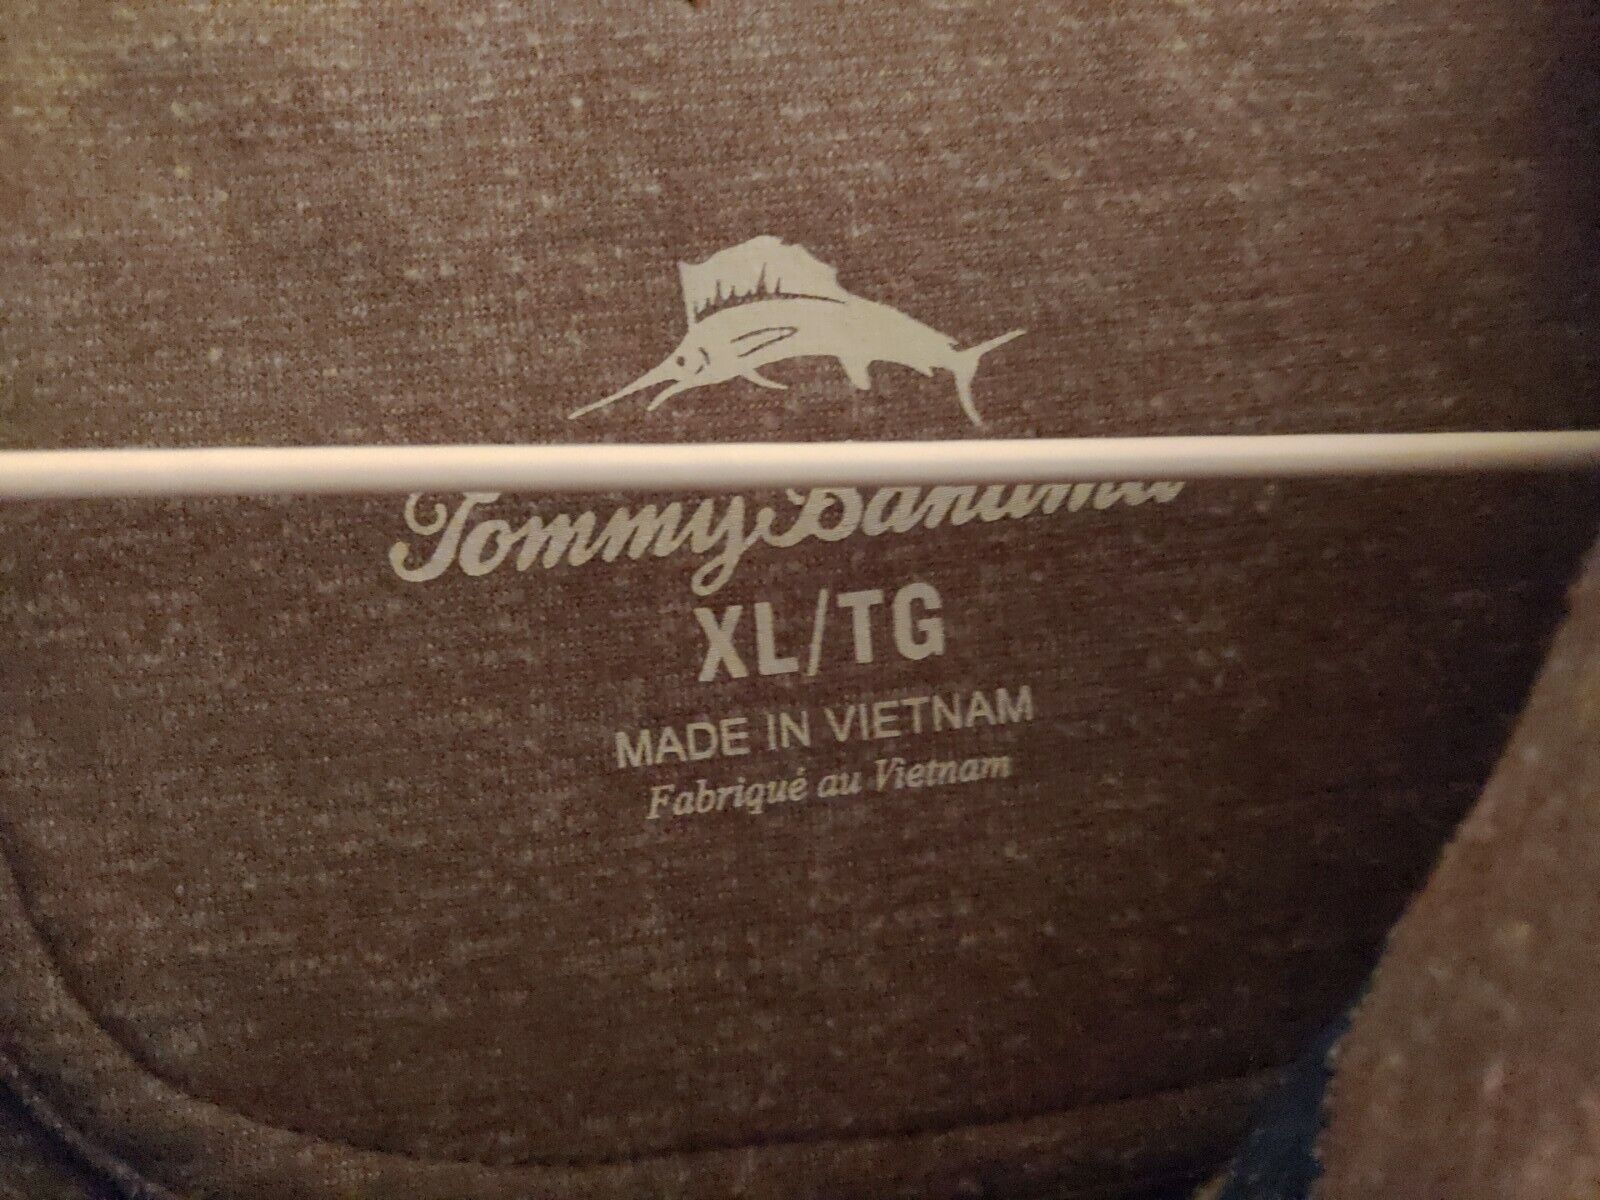 Tommy Bahama
XL/TG
MADE IN VIETNAM
Fabriqué au Vietnam